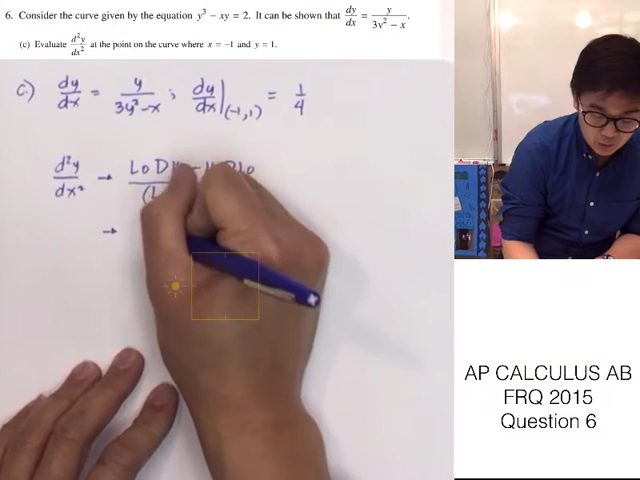 6. Consider the curve given by the equation y³ − xy = 2. It can be shown that dy/dx = y/(3y² − x).
(c) Evaluate d²y/dx² at the point on the curve where x = −1 and y = 1.
c.) dy/dx = y/(3y²−x) ; dy/dx|(−1,1) = 1/4
d²y/dx² →
→
AP CALCULUS AB
FRQ 2015
Question 6